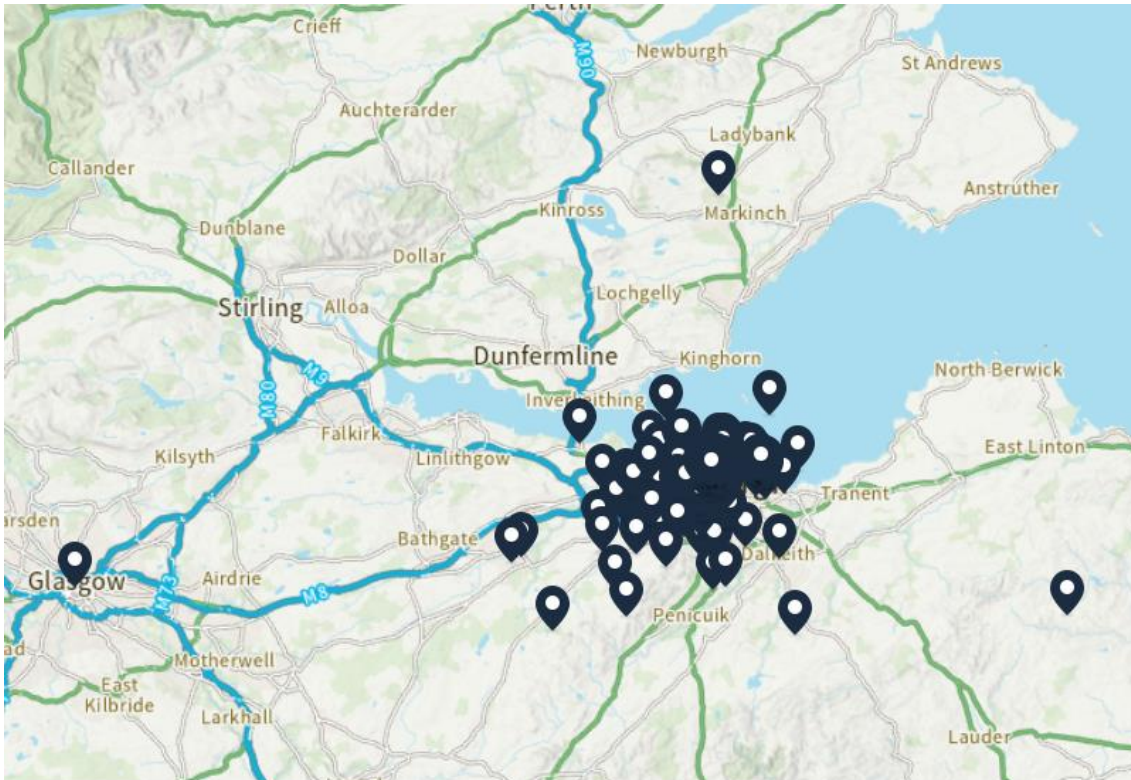 Perth
Crieff
Newburgh
St Andrews
M90
Auchterarder
Ladybank
Callander
Anstruther
Kinross
Markinch
Dunblane
Dollar
Lochgelly
Stirling
Alloa
Dunfermline
Kinghorn
M9
North Berwick
M80
Falkirk
East Linton
Kilsyth
Linlithgow
Tranent
arsden
Bathgate
Dalkeith
Glasgow
Airdrie
M73
M8
Penicuik
ad
Motherwell
East
Kilbride
Larkhall
Lauder